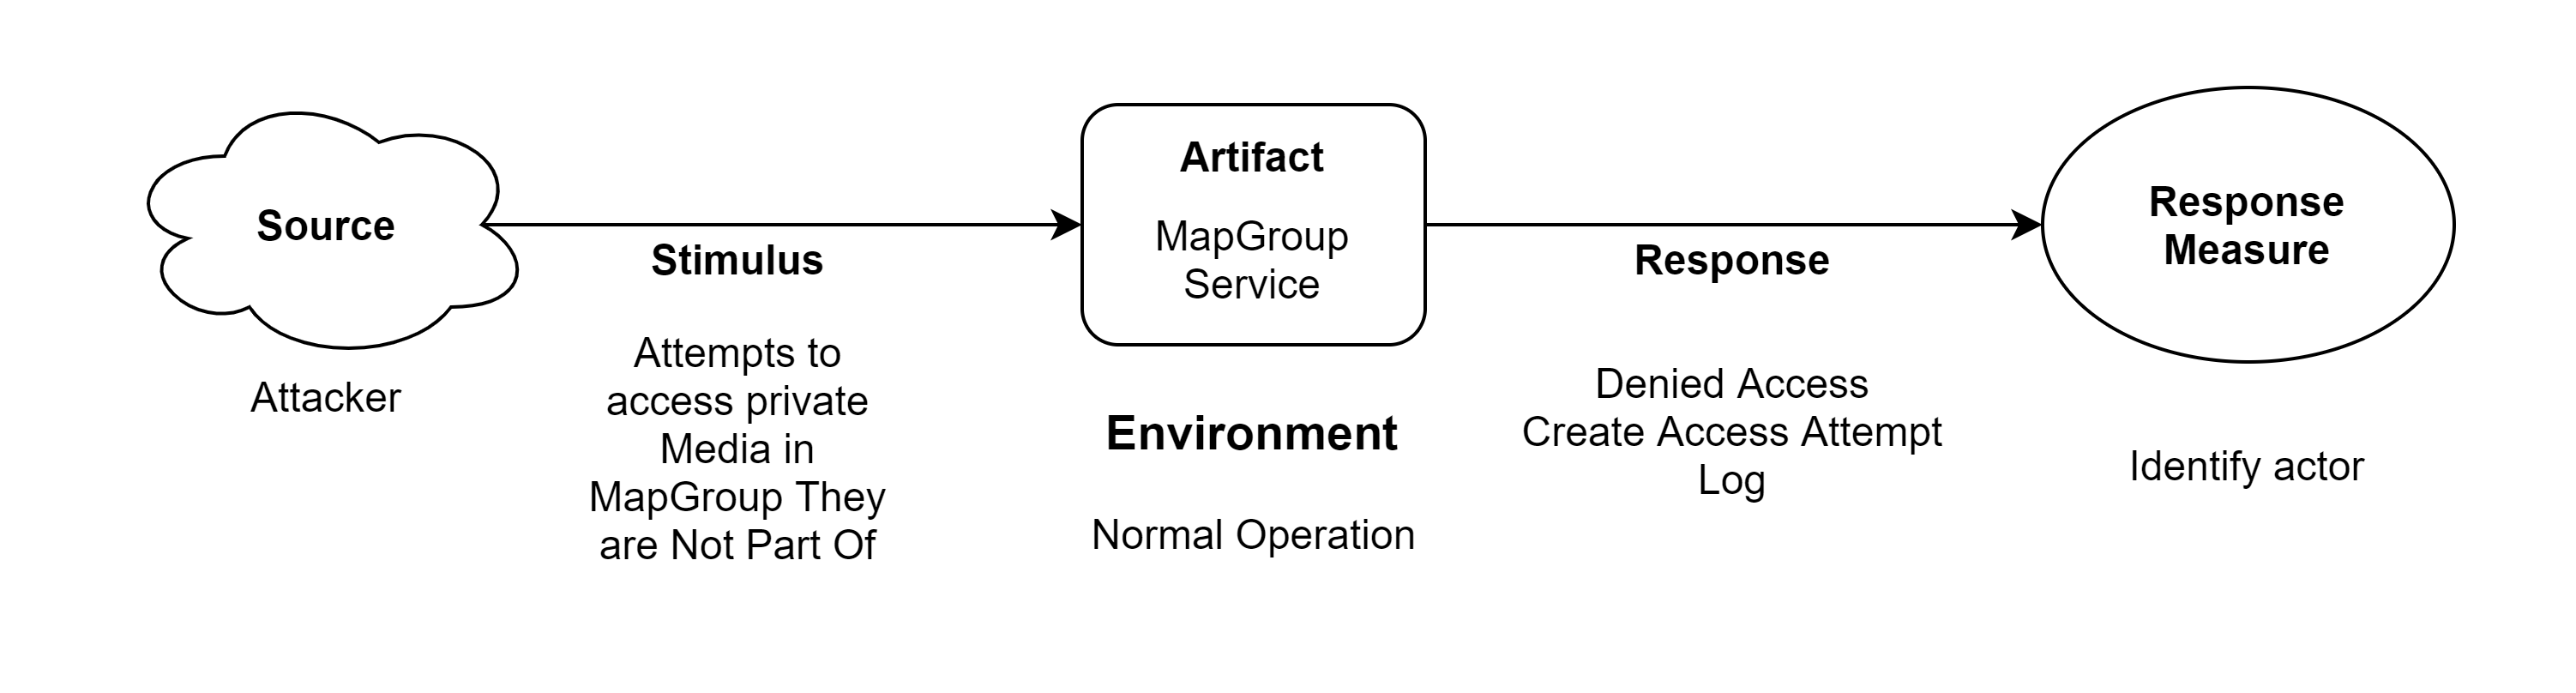 Source
Attacker
Stimulus
Attempts to
access private
Media in
MapGroup They
are Not Part Of
Artifact
MapGroup
Service
Environment
Normal Operation
Response
Denied Access
Create Access Attempt
Log
Response
Measure
Identify actor